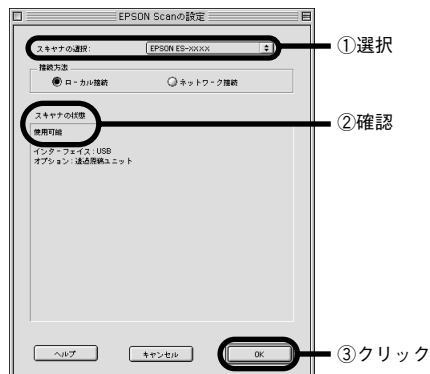 EPSON Scanの設定
スキャナの選択: EPSON ES-XXXX
①選択
接続方法
ローカル接続 ネットワーク接続
スキャナの状態
②確認
使用可能
インターフェイス:USB
オプション:透過原稿ユニット
ヘルプ キャンセル OK
③クリック